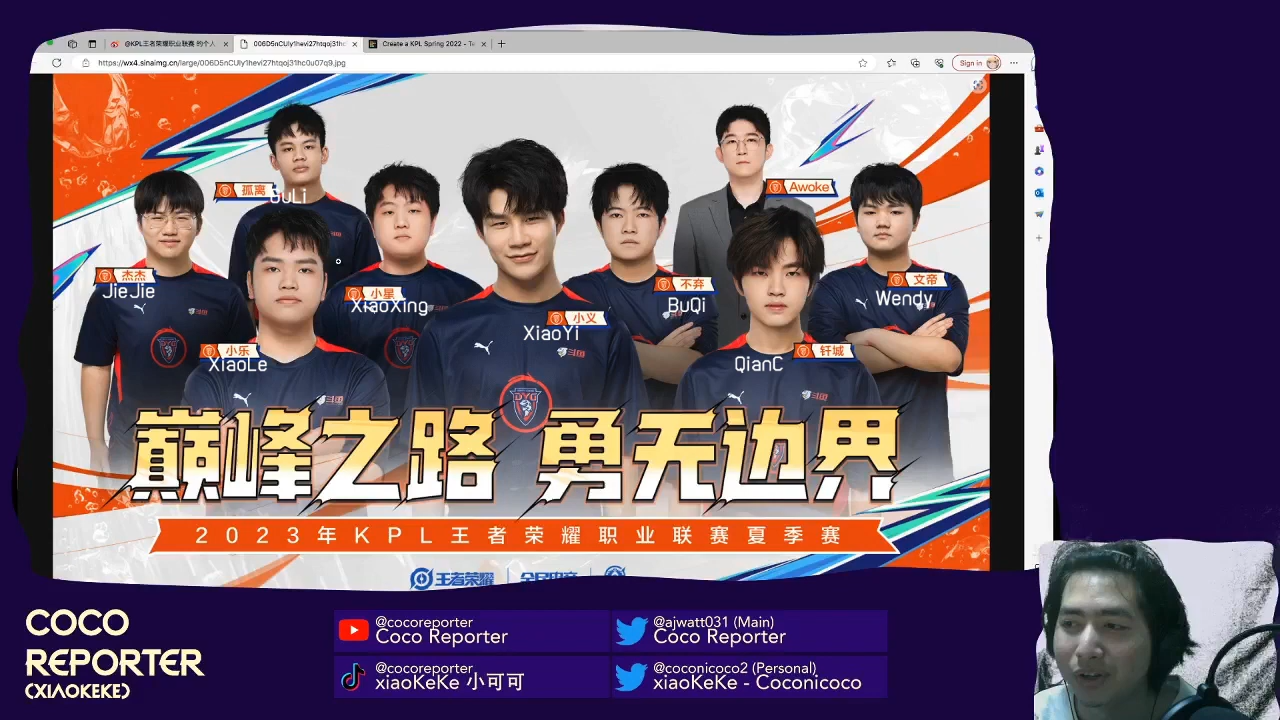 @KPL王者荣耀职业联赛 的个人
006D5nCUly1hevi27htqoj31hc
Create a KPL Spring 2022 - Te
https://wx4.sinaimg.cn/large/006D5nCUly1hevi27htqoj31hc0u07q9.jpg
Sign in
孤离
GuLi
Awoke
杰杰
JieJie
小星
XiaoXing
小义
XiaoYi
不弃
BuQi
文帝
Wendy
小乐
XiaoLe
钎城
QianC
斗鱼
DYG
巅峰之路 勇无边界
2023年KPL王者荣耀职业联赛夏季赛
王者荣耀
COCO
REPORTER
(XIAOKEKE)
@cocoreporter
Coco Reporter
@ajwatt031 (Main)
Coco Reporter
@cocoreporter
xiaoKeKe 小可可
@coconicoco2 (Personal)
xiaoKeKe - Coconicoco